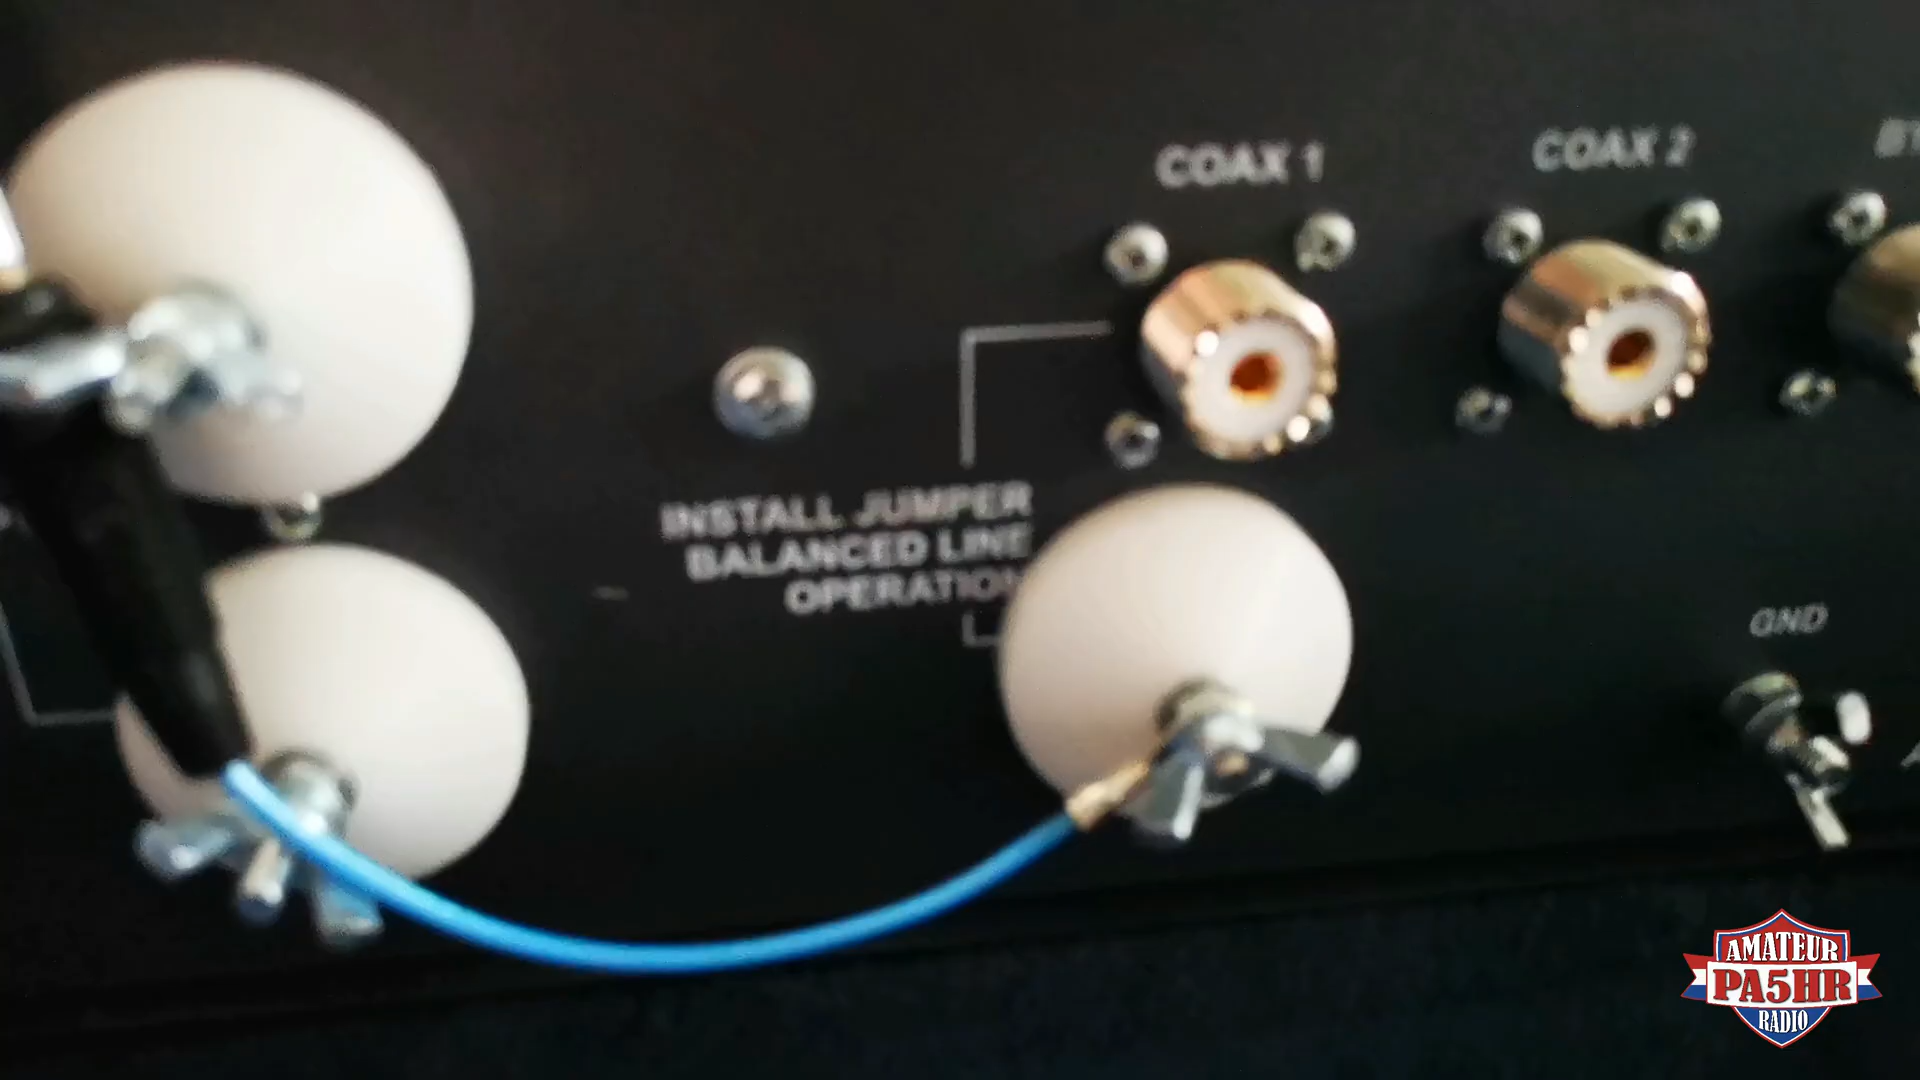 COAX 1
COAX 2
INSTALL JUMPER
BALANCED LINE
OPERATION
GND
AMATEUR
PA5HR
RADIO